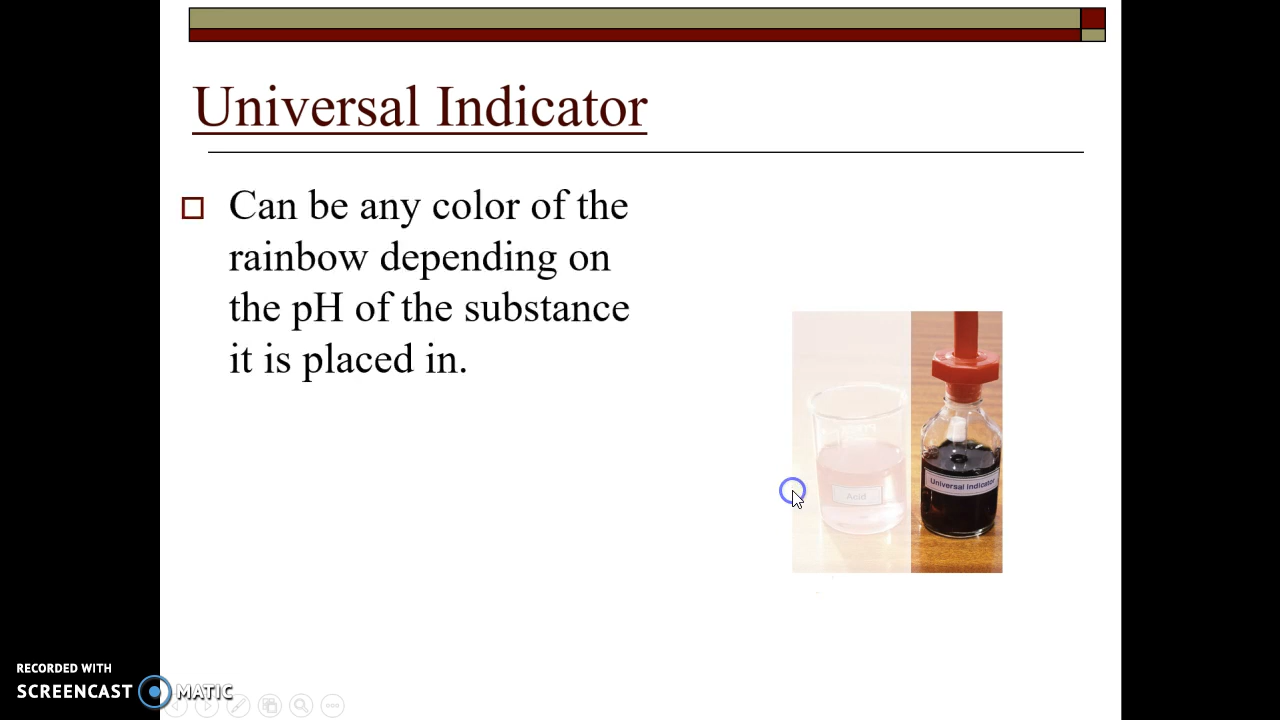 Universal Indicator
Can be any color of the
rainbow depending on
the pH of the substance
it is placed in.
Acid
Universal Indicator
RECORDED WITH
SCREENCAST MATIC